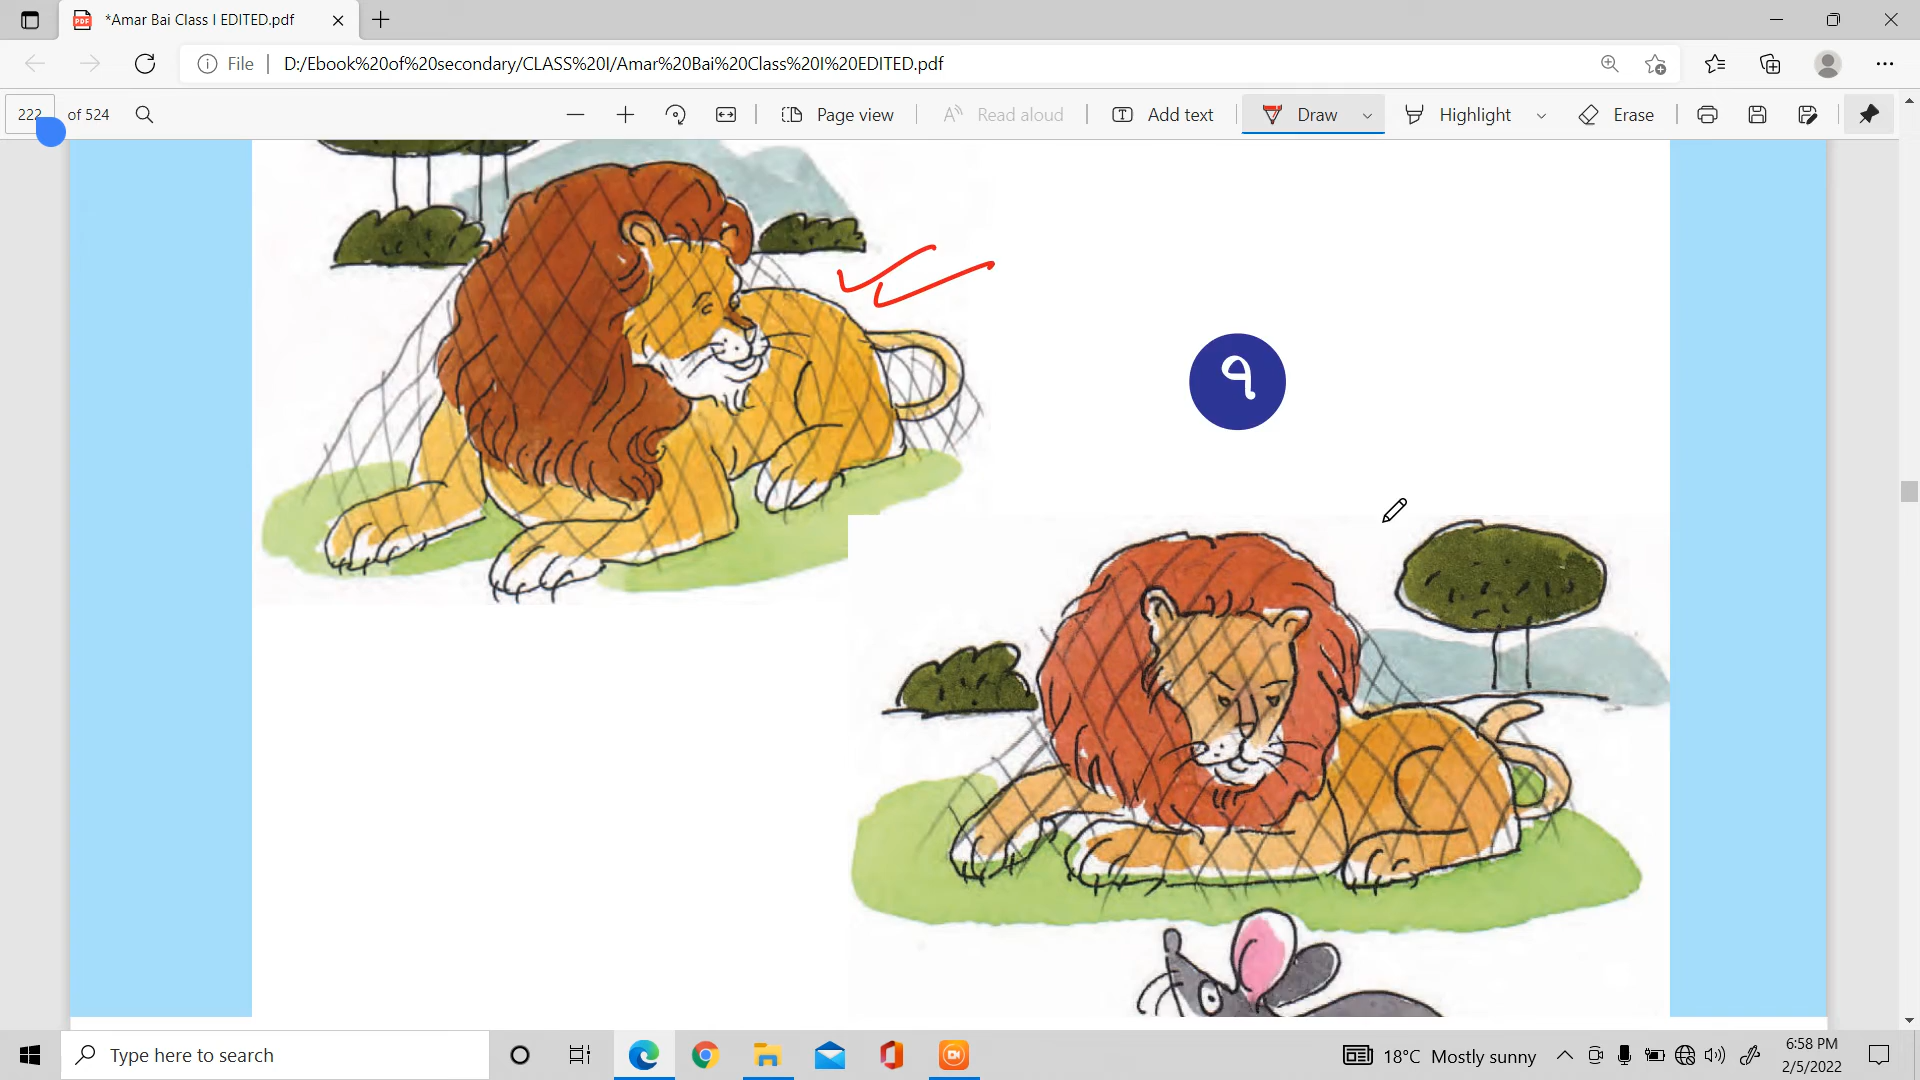 *Amar Bai Class I EDITED.pdf
File
D:/Ebook%20of%20secondary/CLASS%20I/Amar%20Bai%20Class%20I%20EDITED.pdf
222 of 524
Page view
Read aloud
Add text
Draw
Highlight
Erase
৭
Type here to search
18°C Mostly sunny
6:58 PM
2/5/2022